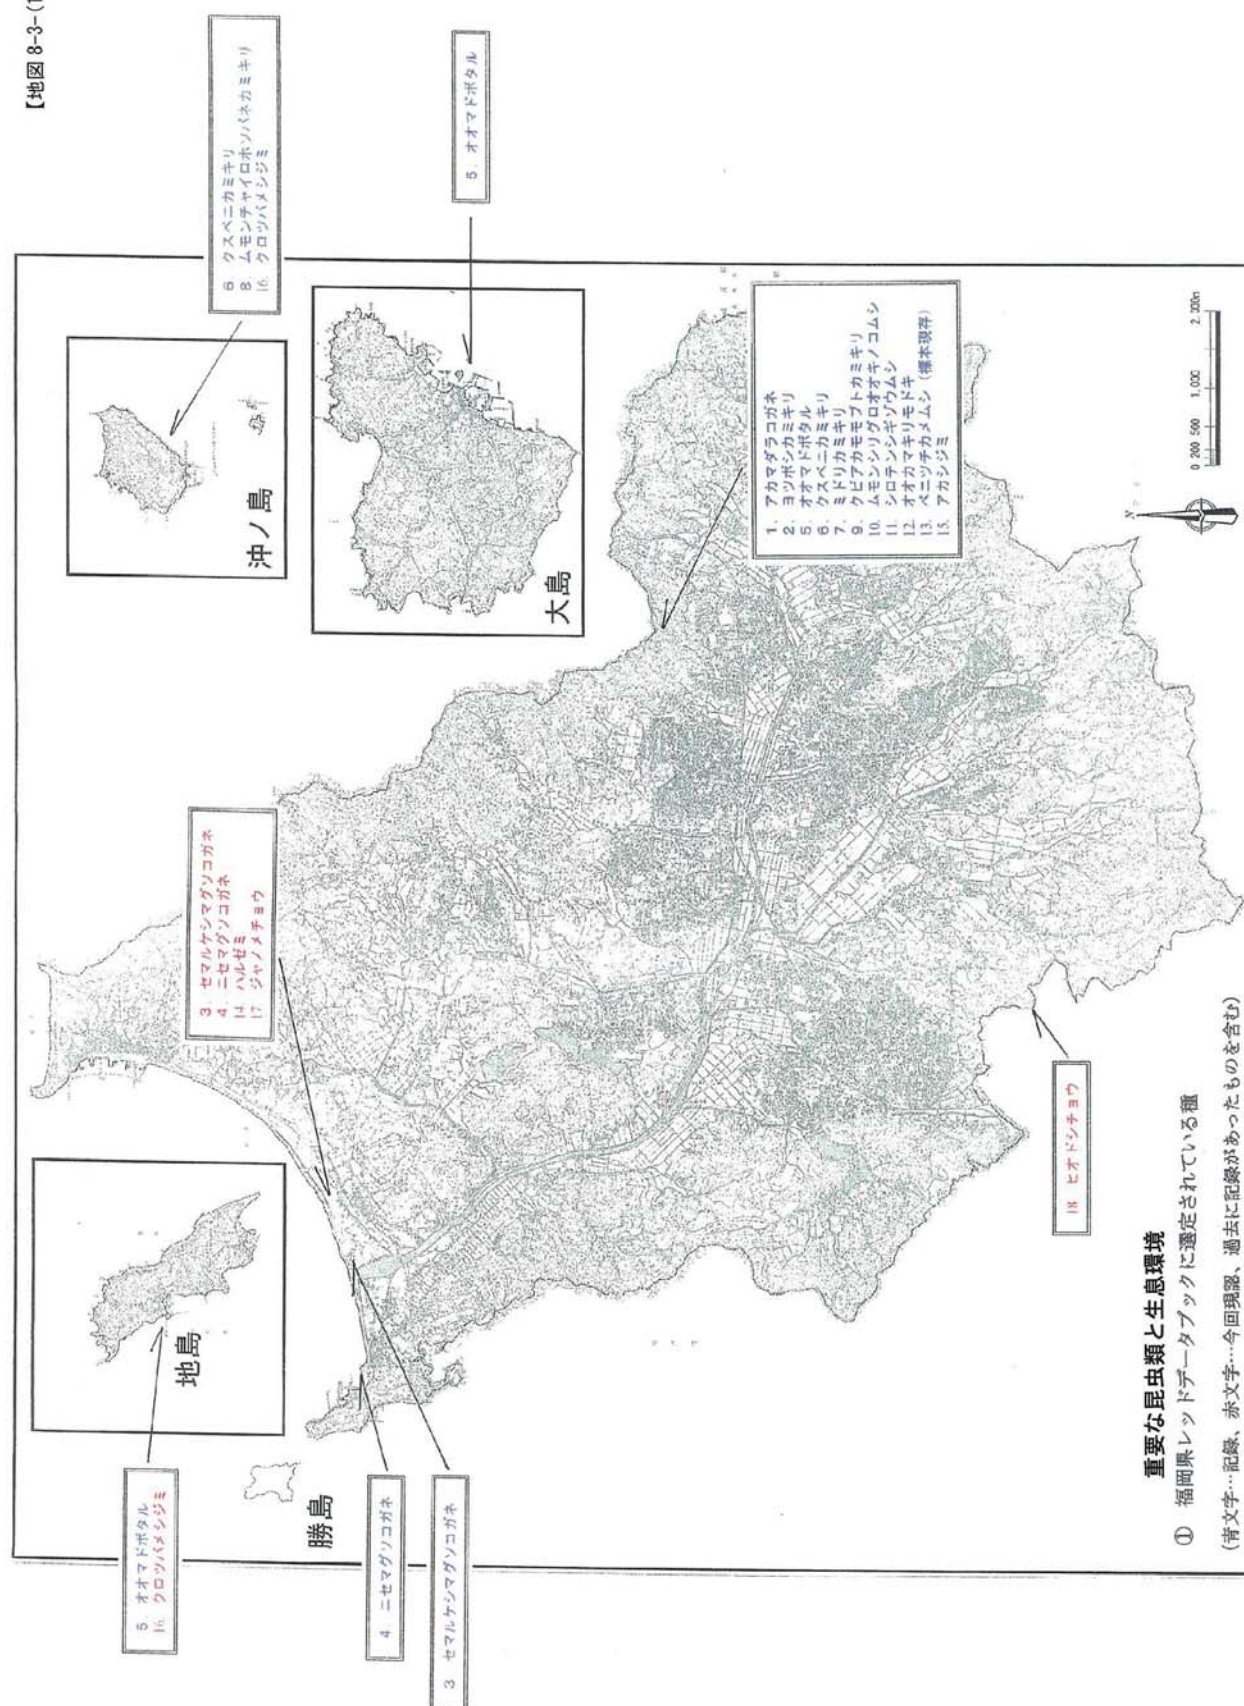 【地図 8-3-(1
6 クスベニカミキリ
8. ムモンチャイロホソバネカミキリ
16. クロツバメシジミ
5. オオマドボタル
沖ノ島
大島
1. アカマダラコガネ
2. ヨツボシカミキリ
5. オオマドボタル
6. クスベニカミキリ
7. ミドリカミキリ
9. クビアカモモブトカミキリ
10. ムモンシリグロオオキノコムシ
11. シロテンシギゾウムシ
12. オオカマキリモドキ
13. ベニツチカメムシ (標本現存)
15. アカシジミ
N
0 200 500 1,000 2,000m
3. セマルケシマグソコガネ
4. ニセマグソコガネ
14 ハルゼミ
17 ジャノメチョウ
地島
勝島
5. オオマドボタル
16. クロツバメシジミ
4 ニセマグソコガネ
3 セマルケシマグソコガネ
18 ヒオドシチョウ
重要な昆虫類と生息環境
① 福岡県レッドデータブックに選定されている種
(青文字…記録、赤文字…今回現認、過去に記録があったものを含む)